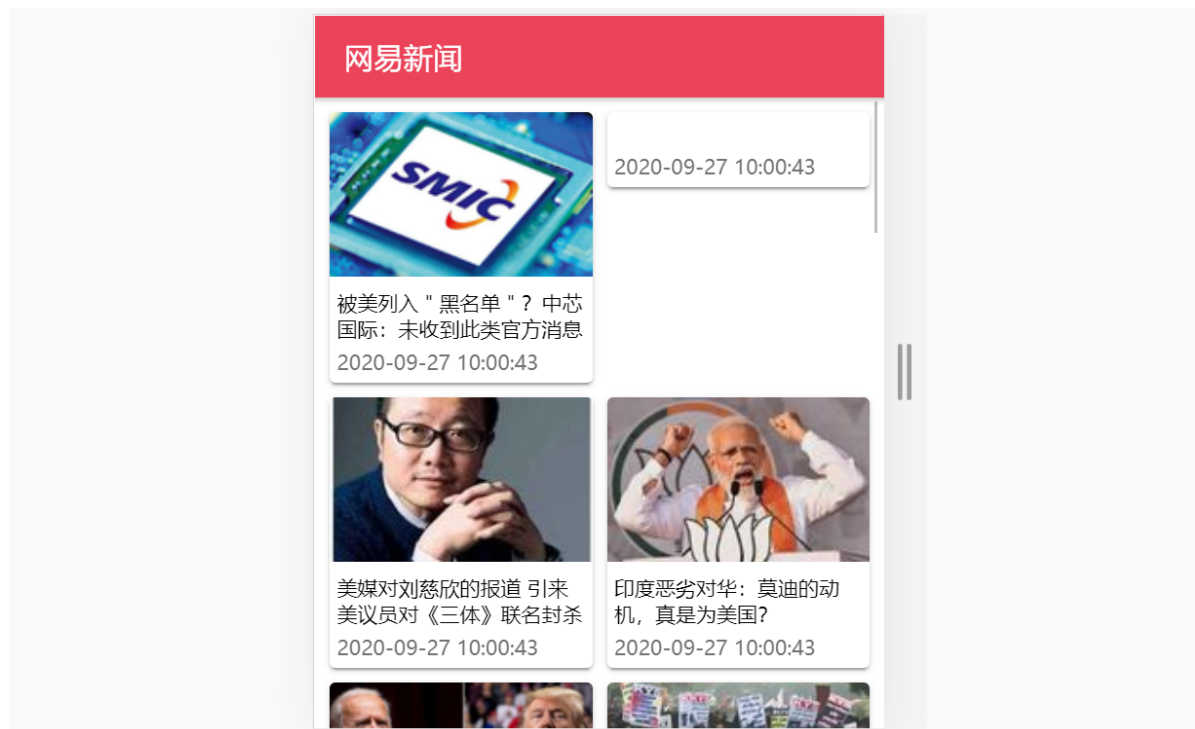 网易新闻
SMIC
2020-09-27 10:00:43
被美列入＂黑名单＂？中芯
国际：未收到此类官方消息
2020-09-27 10:00:43
美媒对刘慈欣的报道 引来
美议员对《三体》联名封杀
2020-09-27 10:00:43
印度恶劣对华：莫迪的动
机，真是为美国?
2020-09-27 10:00:43